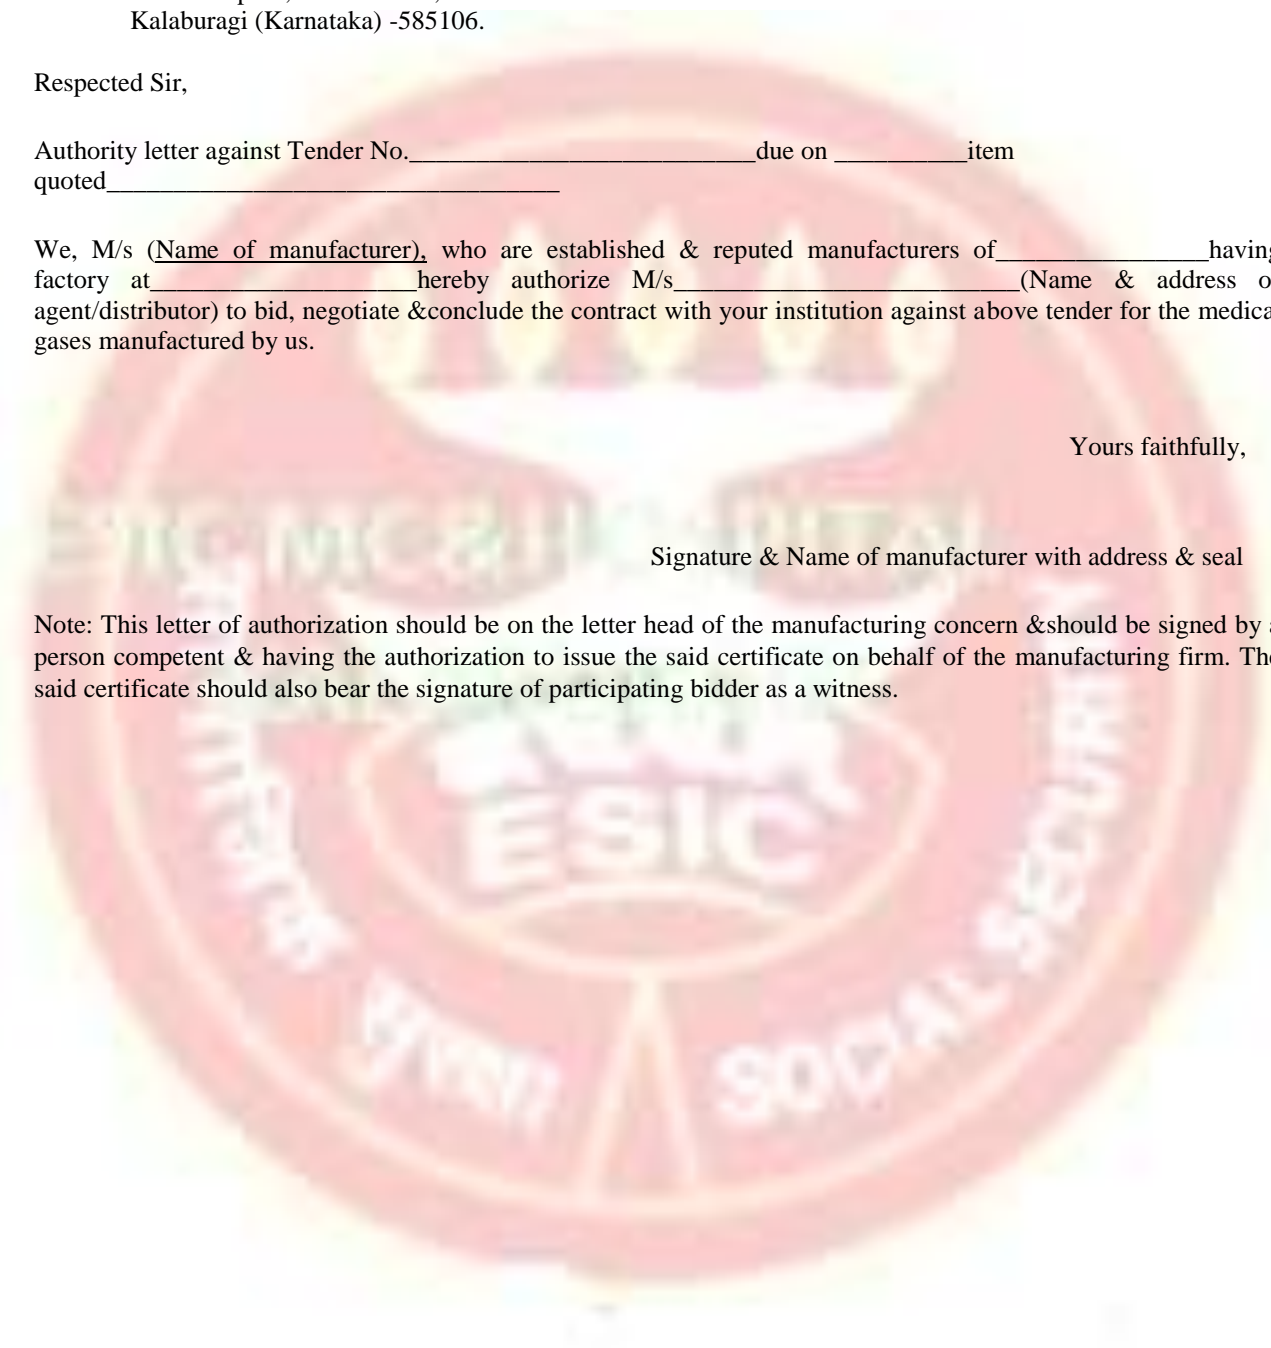 Kalaburagi (Karnataka) -585106.
Respected Sir,
Authority letter against Tender No.__________________________due on __________item
quoted__________________________________
We, M/s (Name of manufacturer), who are established & reputed manufacturers of________________having
factory at____________________hereby authorize M/s__________________________(Name & address o
agent/distributor) to bid, negotiate &conclude the contract with your institution against above tender for the medica
gases manufactured by us.
Yours faithfully,
Signature & Name of manufacturer with address & seal
Note: This letter of authorization should be on the letter head of the manufacturing concern &should be signed by a
person competent & having the authorization to issue the said certificate on behalf of the manufacturing firm. The
said certificate should also bear the signature of participating bidder as a witness.
ESIC
SOCIAL SECURITY